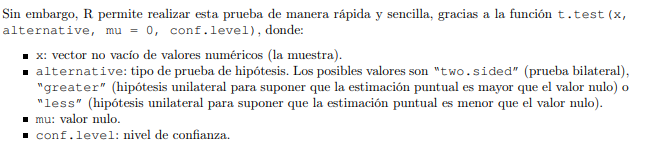 Sin embargo, R permite realizar esta prueba de manera rápida y sencilla, gracias a la función t.test(x,
alternative, mu = 0, conf.level), donde:
■ x: vector no vacío de valores numéricos (la muestra).
■ alternative: tipo de prueba de hipótesis. Los posibles valores son "two.sided" (prueba bilateral),
"greater" (hipótesis unilateral para suponer que la estimación puntual es mayor que el valor nulo) o
"less" (hipótesis unilateral para suponer que la estimación puntual es menor que el valor nulo).
■ mu: valor nulo.
■ conf.level: nivel de confianza.